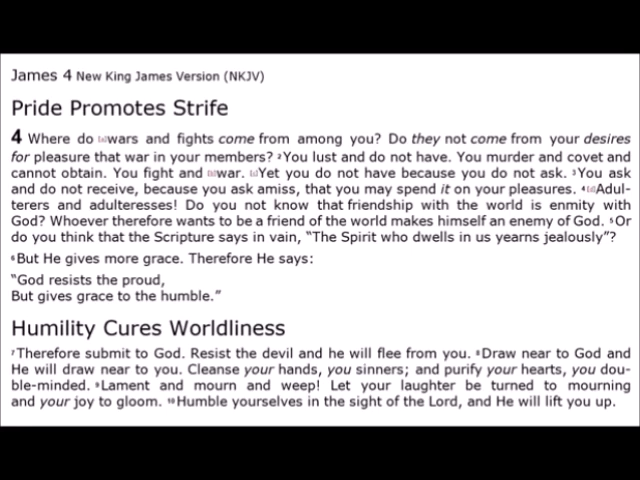 James 4 New King James Version (NKJV)
Pride Promotes Strife
4 Where do wars and fights come from among you? Do they not come from your desires
for pleasure that war in your members? 2You lust and do not have. You murder and covet and
cannot obtain. You fight and war. Yet you do not have because you do not ask. 3You ask
and do not receive, because you ask amiss, that you may spend it on your pleasures. 4Adul-
terers and adulteresses! Do you not know that friendship with the world is enmity with
God? Whoever therefore wants to be a friend of the world makes himself an enemy of God. 5Or
do you think that the Scripture says in vain, “The Spirit who dwells in us yearns jealously”?
6But He gives more grace. Therefore He says:
“God resists the proud,
But gives grace to the humble.”
Humility Cures Worldliness
7Therefore submit to God. Resist the devil and he will flee from you. 8Draw near to God and
He will draw near to you. Cleanse your hands, you sinners; and purify your hearts, you dou-
ble-minded. 9Lament and mourn and weep! Let your laughter be turned to mourning
and your joy to gloom. 10Humble yourselves in the sight of the Lord, and He will lift you up.